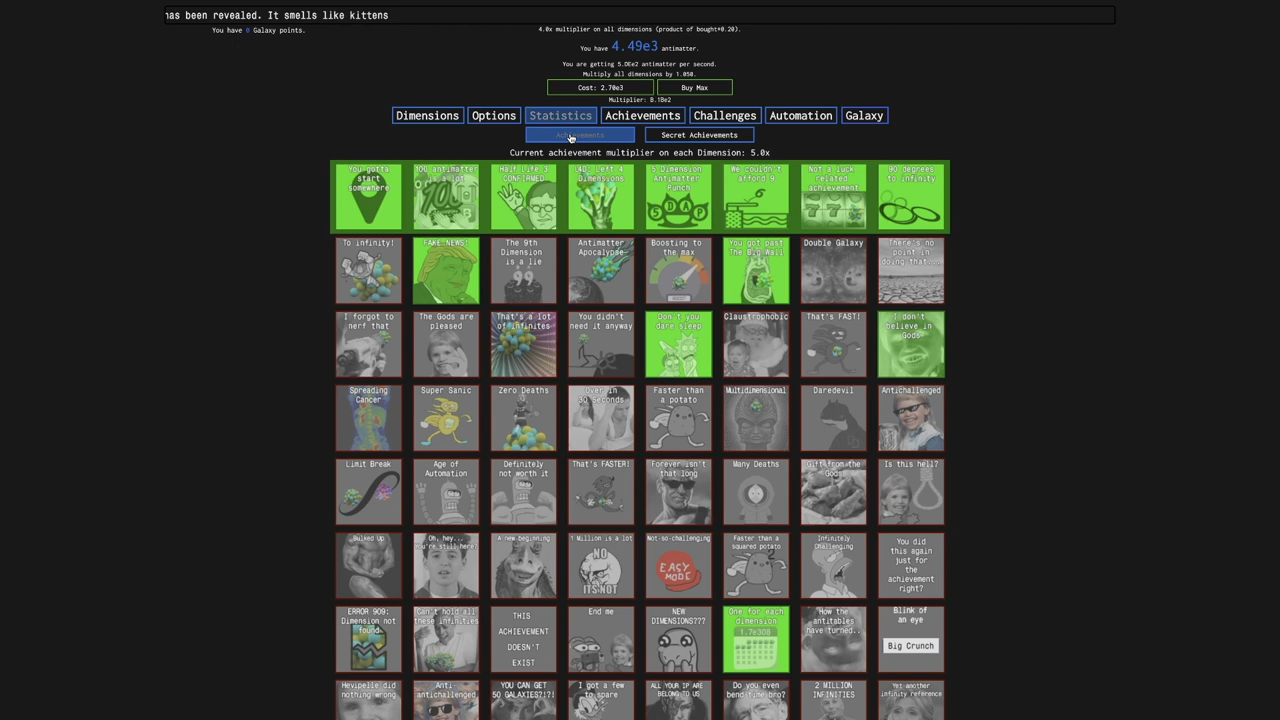 has been revealed. It smells like kittens
You have 0 Galaxy points.
4.0x multiplier on all dimensions (product of bought*0.20).
You have 4.49e3 antimatter.
You are getting 5.0Ee2 antimatter per second.
Multiply all dimensions by 1.050.
Cost: 2.70e3
Buy Max
Multiplier: 8.18e2
Dimensions
Options
Statistics
Achievements
Challenges
Automation
Galaxy
Achievements
Secret Achievements
Current achievement multiplier on each Dimension: 5.0x
You gotta
start
somewhere
100 antimatter
is a lot
Half Life 3
CONFIRMED
L4D: Left 4
Dimensions
5 Dimension
Antimatter
Punch
5 D A P
We couldn't
afford 9
Not a luck
related
achievement
90 degrees
to infinity
To infinity!
FAKE NEWS!
The 9th
Dimension
is a lie
99
Antimatter
Apocalypse
Boosting to
the max
You got past
The Big Wall
Double Galaxy
There's no
point in
doing that...
I forgot to
nerf that
The Gods are
pleased
That's a lot
of infinites
You didn't
need it anyway
Don't you
dare sleep
Claustrophobic
That's FAST!
I don't
believe in
Gods
Spreading
Cancer
Super Sanic
Zero Deaths
Over in
30 Seconds
Faster than
a potato
Multidimensional
Daredevil
Antichallenged
Limit Break
Age of
Automation
Definitely
not worth it
That's FASTER!
Forever isn't
that long
Many Deaths
Gift from the
Gods
Is this hell?
Bulked Up
Oh, hey...
You're still here?
A new beginning
1 Million is a lot
NO
ITS NOT
Not-so-challenging
EASY
MODE
Faster than a
squared potato
Infinitely
Challenging
You did
this again
just for
the
achievement
right?
ERROR 909:
Dimension not
found
Can't hold all
these infinities
THIS
ACHIEVEMENT
DOESN'T
EXIST
End me
NEW
DIMENSIONS???
One for each
dimension
1.7e308
How the
antitables
have turned..
Blink of
an eye
Big Crunch
Hevipelle did
nothing wrong
Anti-
antichallenged
YOU CAN GET
50 GALAXIES?!?!
I got a few
to spare
ALL YOUR IP ARE
BELONG TO US
Do you even
bend time bro?
2 MILLION
INFINITIES
Yet another
infinity reference